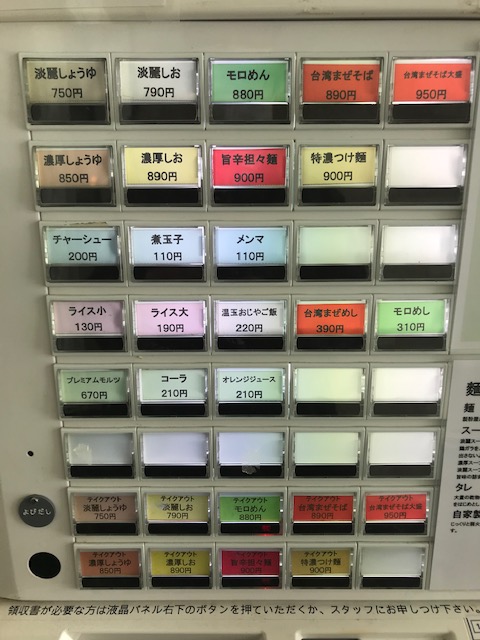 淡麗しょうゆ
750円
淡麗しお
790円
モロめん
880円
台湾まぜそば
890円
台湾まぜそば大盛
950円
濃厚しょうゆ
850円
濃厚しお
890円
旨辛担々麺
900円
特濃つけ麺
900円
チャーシュー
200円
煮玉子
110円
メンマ
110円
ライス小
130円
ライス大
190円
温玉おじやご飯
220円
台湾まぜめし
390円
モロめし
310円
プレミアムモルツ
670円
コーラ
210円
オレンジジュース
210円
テイクアウト
淡麗しょうゆ
750円
テイクアウト
淡麗しお
790円
テイクアウト
モロめん
880円
テイクアウト
台湾まぜそば
890円
テイクアウト
台湾まぜそば大盛
950円
よびだし
テイクアウト
濃厚しょうゆ
850円
テイクアウト
濃厚しお
890円
テイクアウト
旨辛担々麺
900円
テイクアウト
特濃つけ麺
900円
領収書が必要な方は液晶パネル右下のボタンを押ていただくか、スタッフにお申しつけ下さい。
麺
麺
スー
タレ
自家製